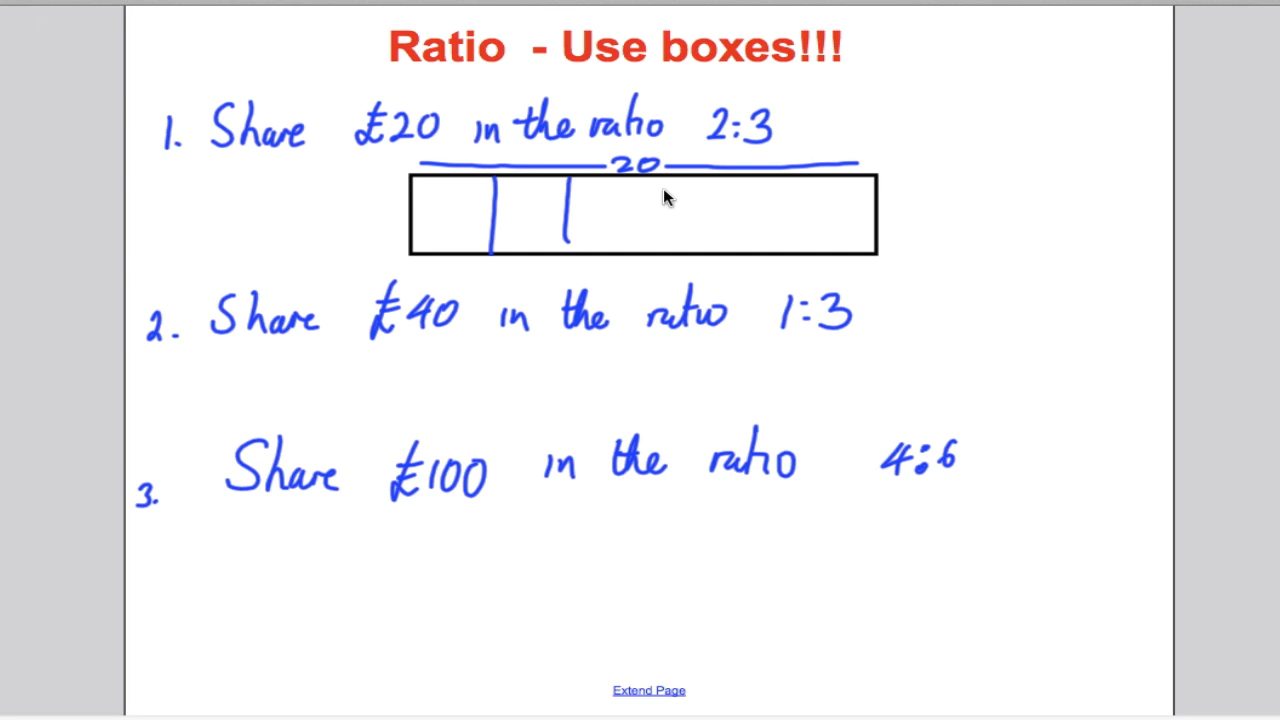 Ratio - Use boxes!!!
1. Share £20 in the ratio 2:3
20
2. Share £40 in the ratio 1:3
3. Share £100 in the ratio 4:6
Extend Page